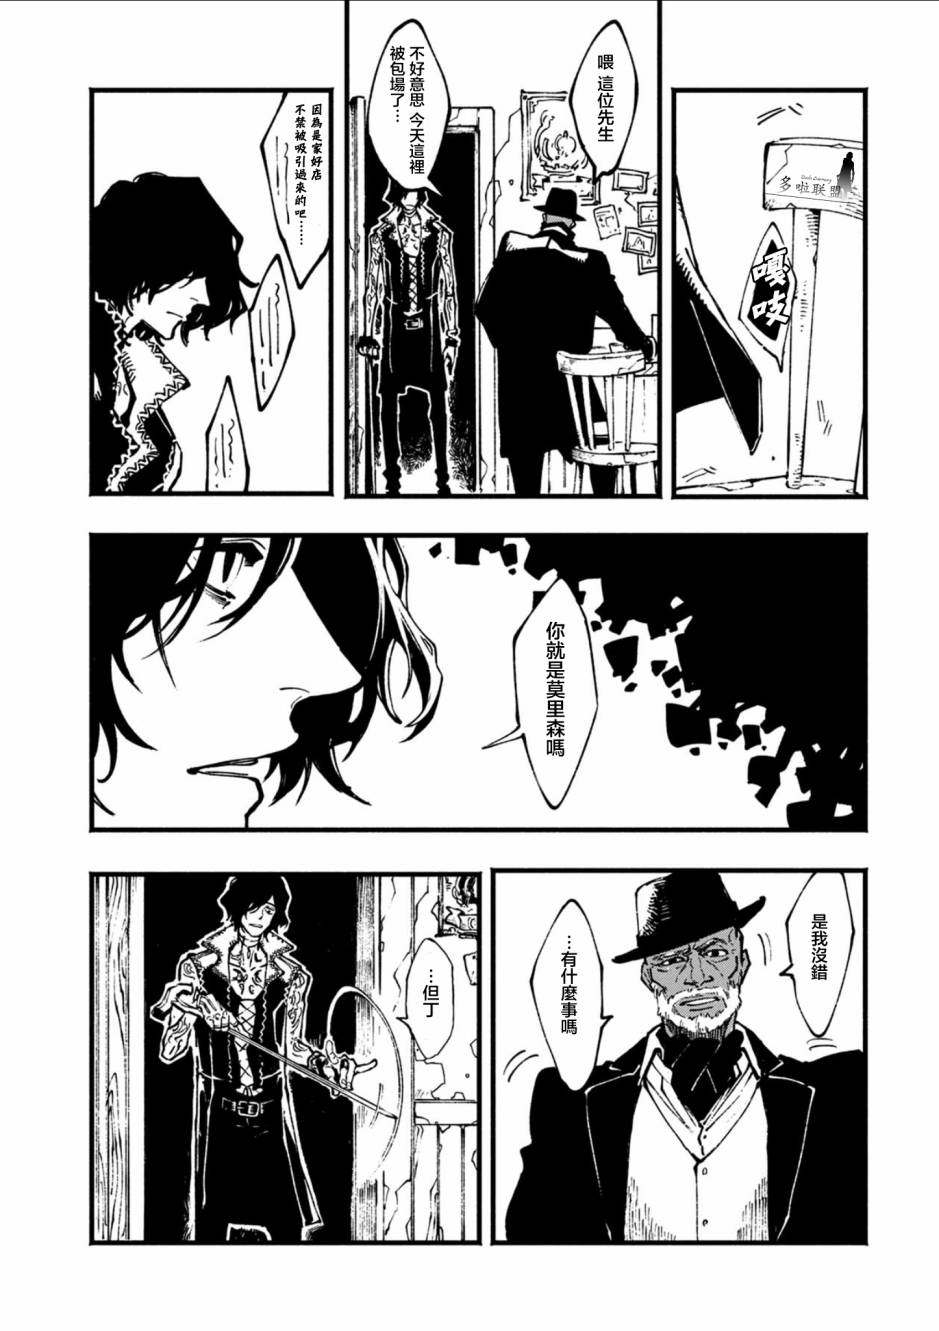 多啦联盟
嘎吱
喂 這位先生
不好意思 今天這裡
被包場了…
因為是家好店
不禁被吸引過來的吧……
你就是莫里森嗎
是我沒錯
…有什麼事嗎
…但丁